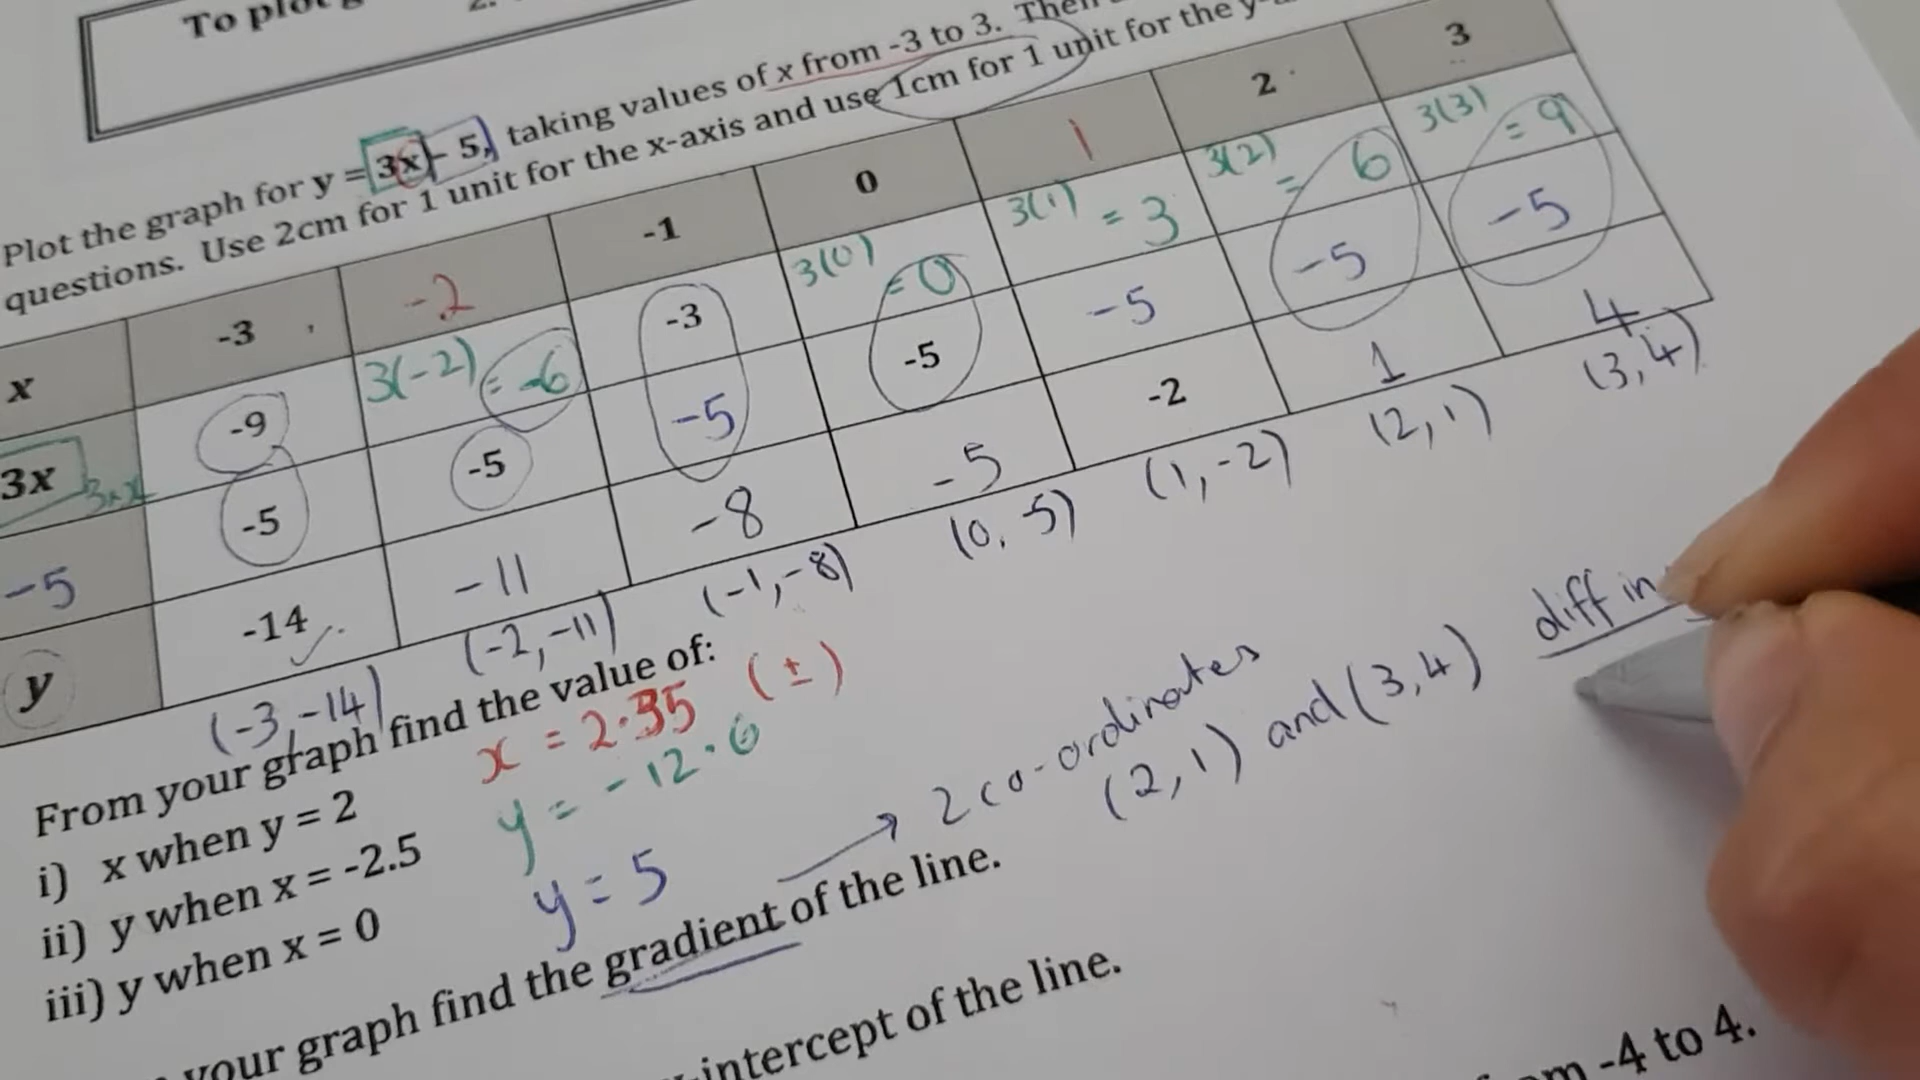 To plot
2.
Plot the graph for y = 3x - 5, taking values of x from -3 to 3. Then
questions. Use 2cm for 1 unit for the x-axis and use 1cm for 1 unit for the y
x -3 -2 -1 0 1 2 3
3x 3×x -9 3(-2) = -6 -3 3(0) = 0 3(1) = 3 3(2) = 6 3(3) = 9
-5 -5 -5 -5 -5 -5 -5 -5
y -14 -11 -8 -5 -2 1 4
(-3,-14) (-2,-11) (-1,-8) (0, -5) (1,-2) (2,1) (3,4)
From your graph find the value of:
i) x when y = 2 x = 2.35 (±)
ii) y when x = -2.5 y = -12.6
iii) y when x = 0 y = 5
2 co-ordinates
(2,1) and (3,4) diff in
your graph find the gradient of the line.
your graph find the
-intercept of the line.
from -4 to 4.